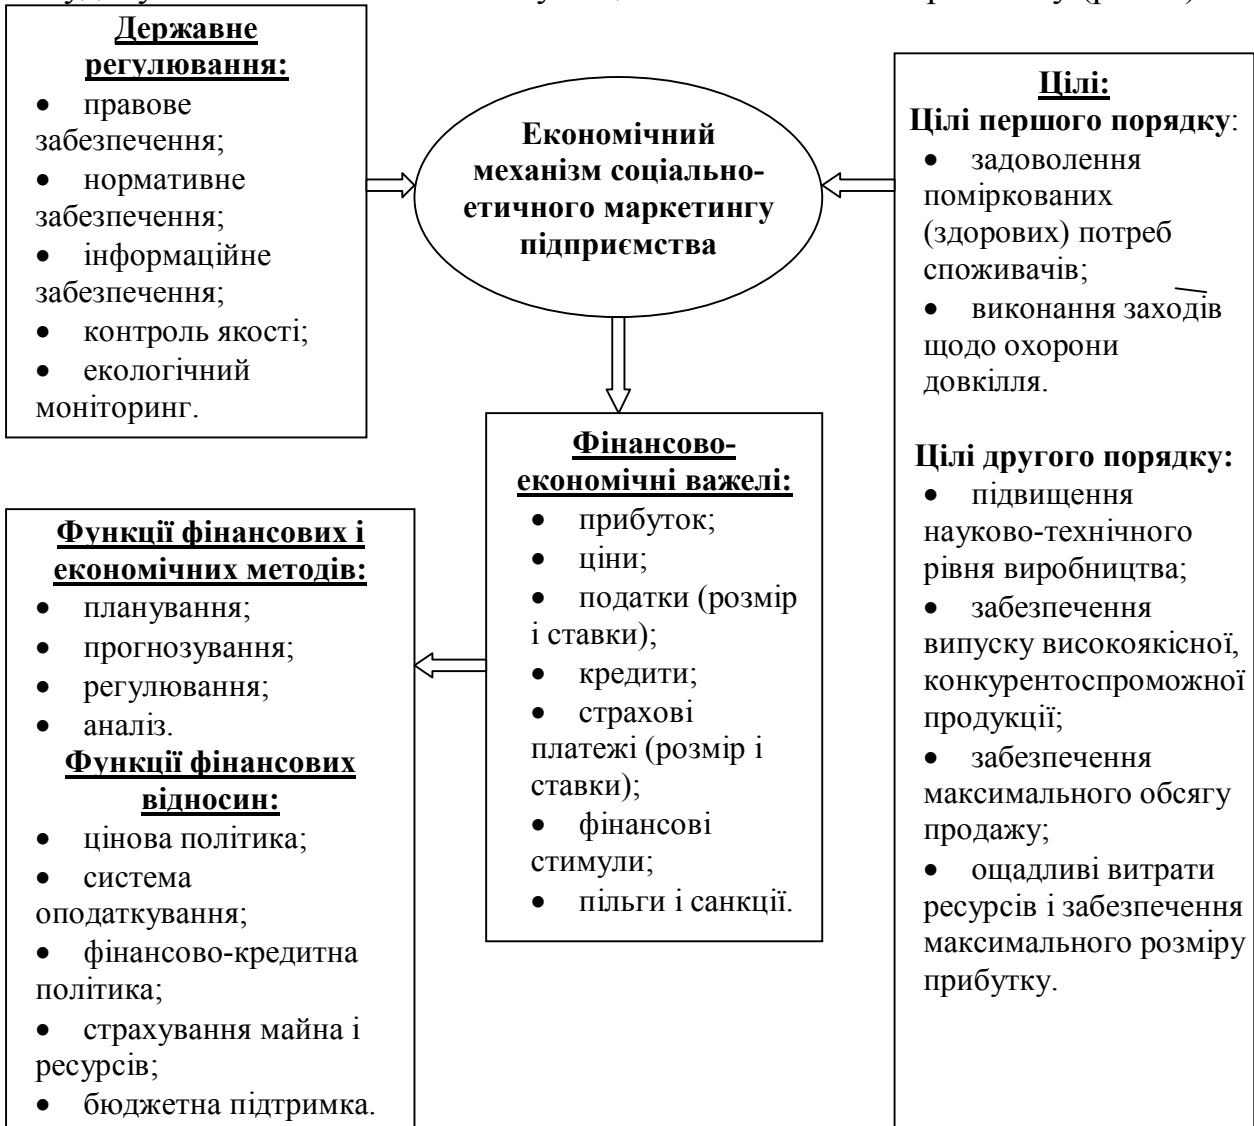 Державне
регулювання:
• правове
забезпечення;
• нормативне
забезпечення;
• інформаційне
забезпечення;
• контроль якості;
• екологічний
моніторинг.
Економічний
механізм соціально-
етичного маркетингу
підприємства
Цілі:
Цілі першого порядку:
• задоволення
поміркованих
(здорових) потреб
споживачів;
• виконання заходів
щодо охорони
довкілля.
Цілі другого порядку:
• підвищення
науково-технічного
рівня виробництва;
• забезпечення
випуску високоякісної,
конкурентоспроможної
продукції;
• забезпечення
максимального обсягу
продажу;
• ощадливі витрати
ресурсів і забезпечення
максимального розміру
прибутку.
Фінансово-
економічні важелі:
• прибуток;
• ціни;
• податки (розмір
і ставки);
• кредити;
• страхові
платежі (розмір і
ставки);
• фінансові
стимули;
• пільги і санкції.
Функції фінансових і
економічних методів:
• планування;
• прогнозування;
• регулювання;
• аналіз.
Функції фінансових
відносин:
• цінова політика;
• система
оподаткування;
• фінансово-кредитна
політика;
• страхування майна і
ресурсів;
• бюджетна підтримка.